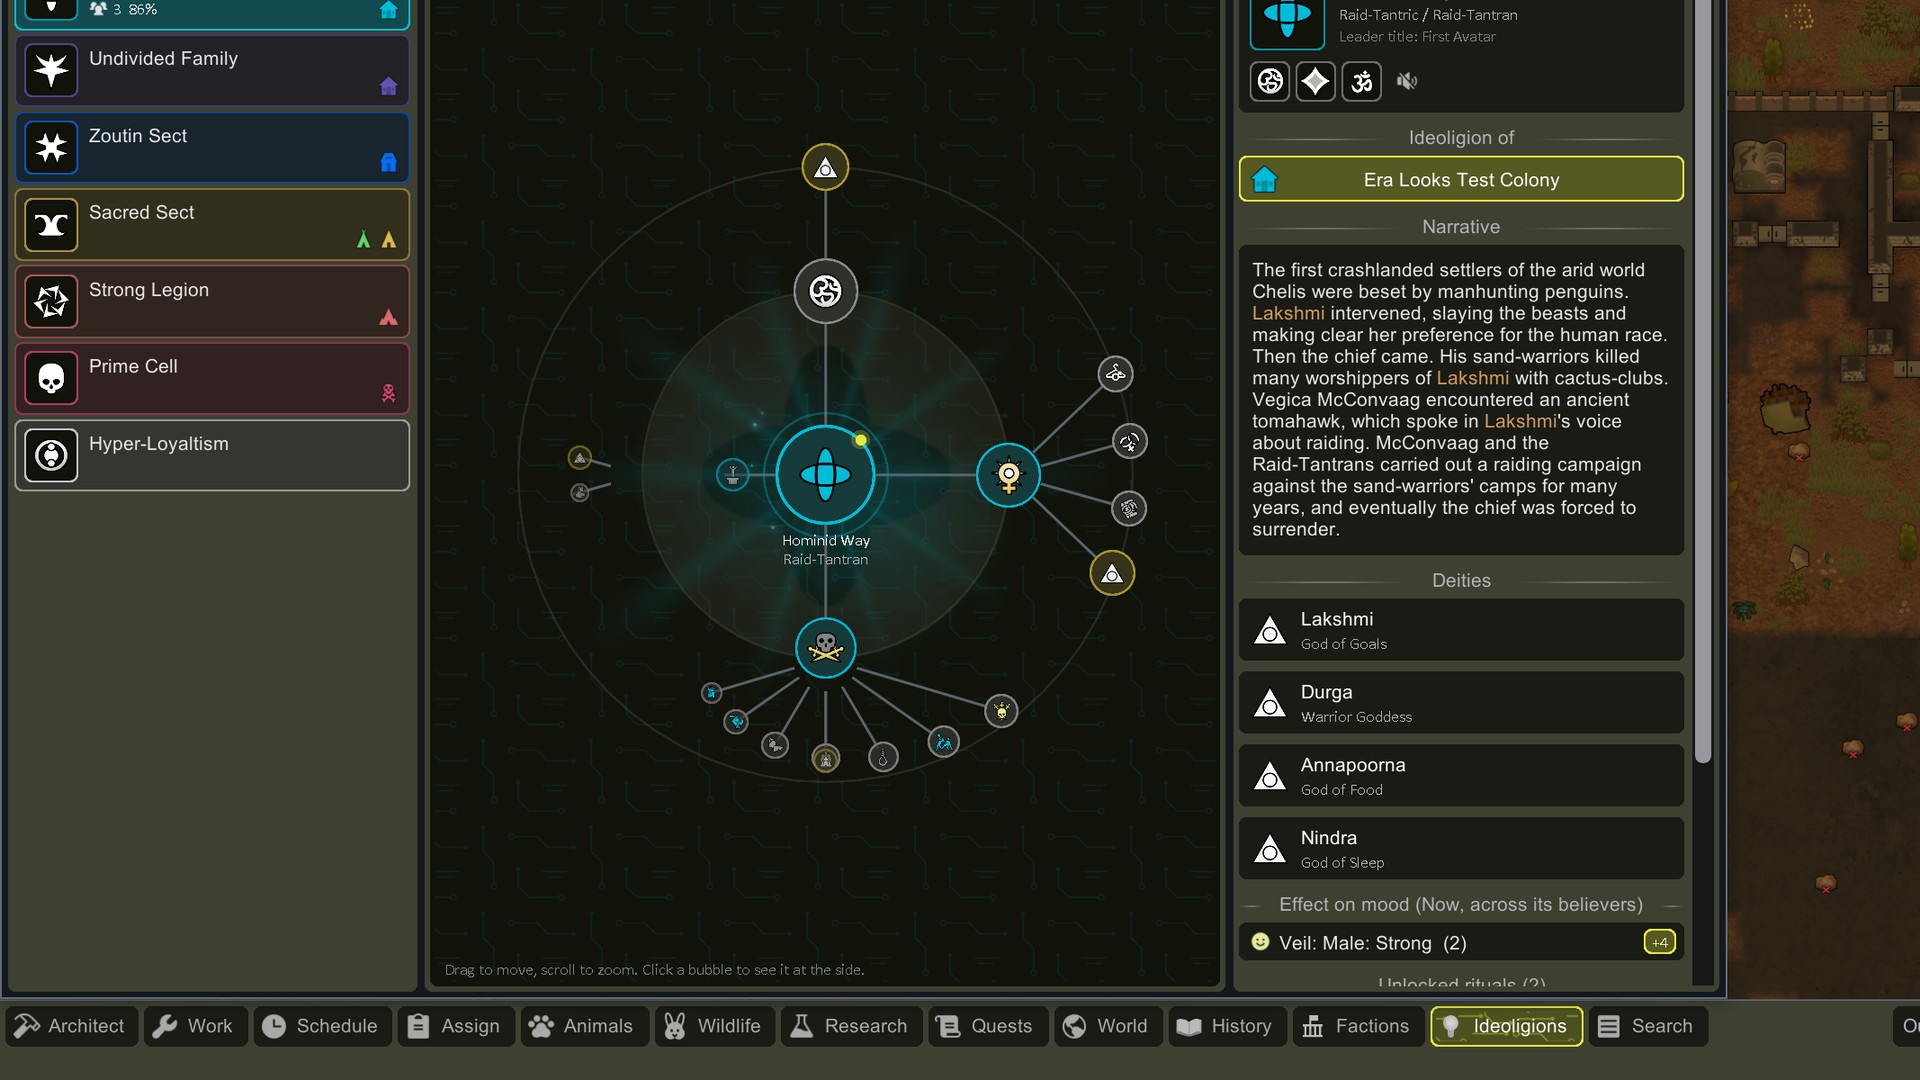 3 86%
Undivided Family
Zoutin Sect
Sacred Sect
Strong Legion
Prime Cell
Hyper-Loyaltism
Hominid Way
Raid-Tantran
Drag to move, scroll to zoom. Click a bubble to see it at the side.
Raid-Tantric / Raid-Tantran
Leader title: First Avatar
Ideoligion of
Era Looks Test Colony
Narrative
The first crashlanded settlers of the arid world
Chelis were beset by manhunting penguins.
Lakshmi intervened, slaying the beasts and
making clear her preference for the human race.
Then the chief came. His sand-warriors killed
many worshippers of Lakshmi with cactus-clubs.
Vegica McConvaag encountered an ancient
tomahawk, which spoke in Lakshmi's voice
about raiding. McConvaag and the
Raid-Tantrans carried out a raiding campaign
against the sand-warriors' camps for many
years, and eventually the chief was forced to
surrender.
Deities
Lakshmi
God of Goals
Durga
Warrior Goddess
Annapoorna
God of Food
Nindra
God of Sleep
Effect on mood (Now, across its believers)
Veil: Male: Strong (2)
+4
Unlocked rituals (2)
Architect
Work
Schedule
Assign
Animals
Wildlife
Research
Quests
World
History
Factions
Ideoligions
Search